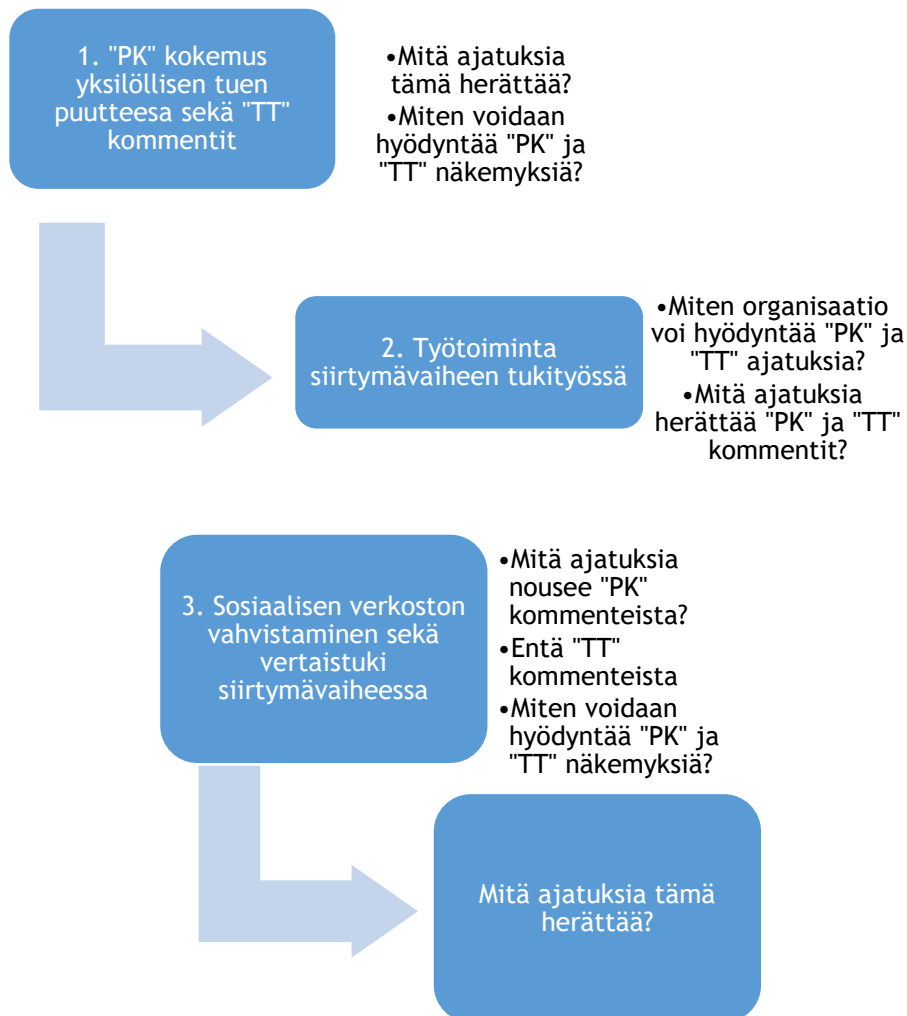 1. "PK" kokemus
yksilöllisen tuen
puutteesa sekä "TT"
kommentit
•Mitä ajatuksia
tämä herättää?
•Miten voidaan
hyödyntää "PK" ja
"TT" näkemyksiä?
2. Työtoiminta
siirtymävaiheen tukityössä
•Miten organisaatio
voi hyödyntää "PK" ja
"TT" ajatuksia?
•Mitä ajatuksia
herättää "PK" ja "TT"
kommentit?
3. Sosiaalisen verkoston
vahvistaminen sekä
vertaistuki
siirtymävaiheessa
•Mitä ajatuksia
nousee "PK"
kommenteista?
•Entä "TT"
kommenteista
•Miten voidaan
hyödyntää "PK" ja
"TT" näkemyksiä?
Mitä ajatuksia tämä
herättää?